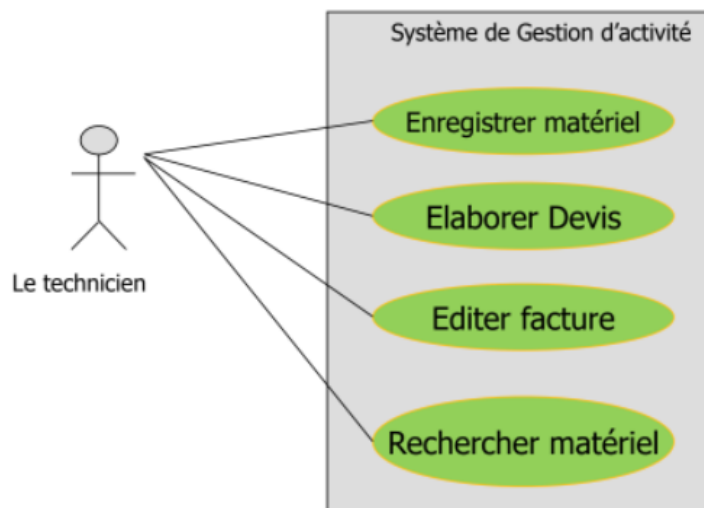 Système de Gestion d'activité
Enregistrer matériel
Elaborer Devis
Le technicien
Editer facture
Rechercher matériel